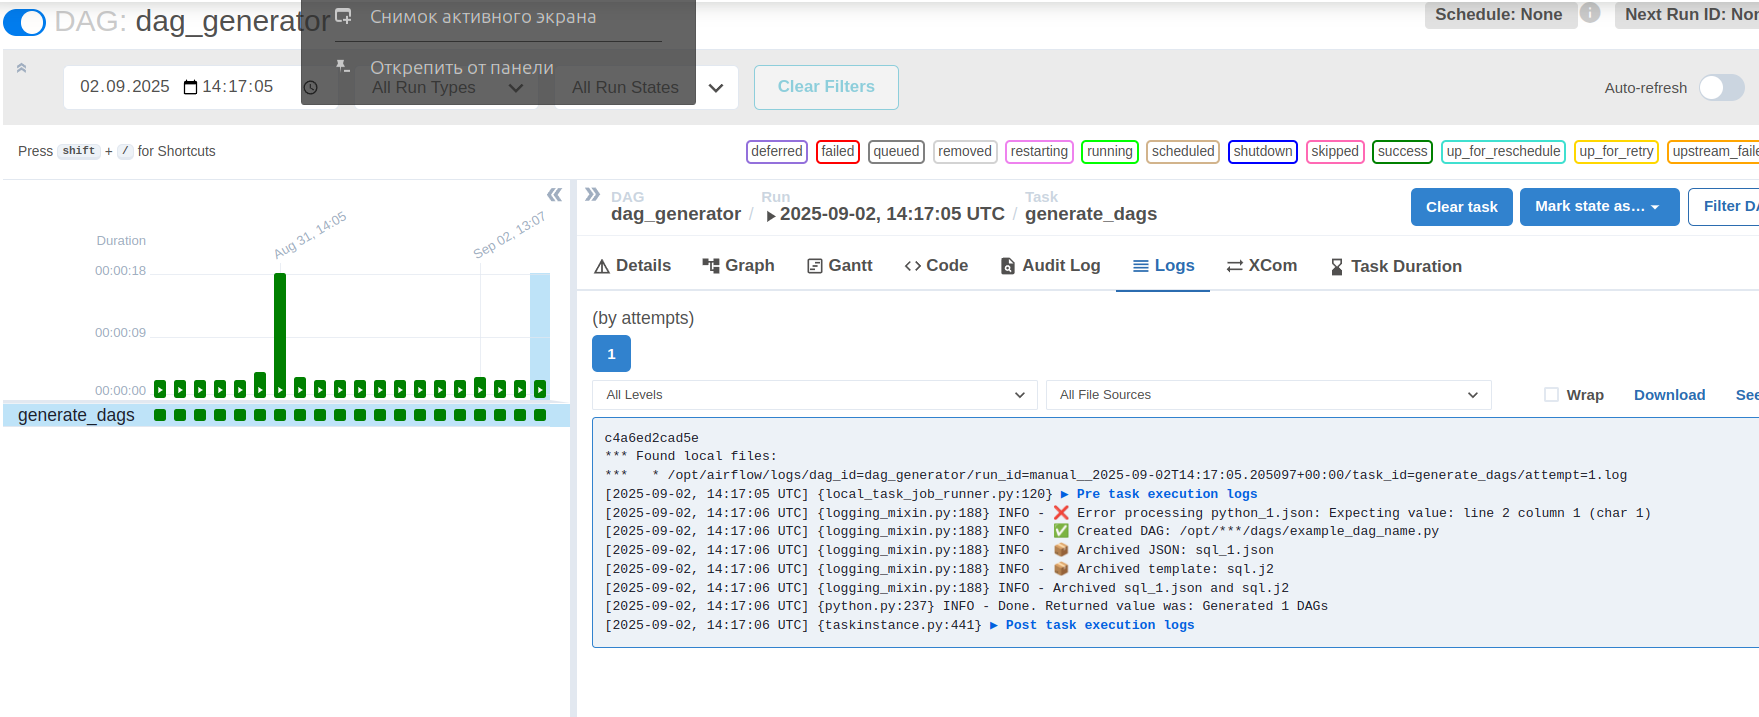 DAG: dag_generator
Снимок активного экрана
Открепить от панели
Schedule: None
Next Run ID: Nor
02.09.2025 14:17:05
All Run Types
All Run States
Clear Filters
Auto-refresh
Press shift + / for Shortcuts
deferred failed queued removed restarting running scheduled shutdown skipped success up_for_reschedule up_for_retry upstream_faile
DAG
dag_generator
/
Run
2025-09-02, 14:17:05 UTC
/
Task
generate_dags
Clear task
Mark state as…
Filter DA
Duration
00:00:18
00:00:09
00:00:00
Aug 31, 14:05
Sep 02, 13:07
generate_dags
Details Graph Gantt Code Audit Log Logs XCom Task Duration
(by attempts)
1
All Levels
All File Sources
Wrap
Download
See
c4a6ed2cad5e
*** Found local files:
***   * /opt/airflow/logs/dag_id=dag_generator/run_id=manual__2025-09-02T14:17:05.205097+00:00/task_id=generate_dags/attempt=1.log
[2025-09-02, 14:17:05 UTC] {local_task_job_runner.py:120} ▶ Pre task execution logs
[2025-09-02, 14:17:06 UTC] {logging_mixin.py:188} INFO - ❌ Error processing python_1.json: Expecting value: line 2 column 1 (char 1)
[2025-09-02, 14:17:06 UTC] {logging_mixin.py:188} INFO - ✅ Created DAG: /opt/***/dags/example_dag_name.py
[2025-09-02, 14:17:06 UTC] {logging_mixin.py:188} INFO - 📦 Archived JSON: sql_1.json
[2025-09-02, 14:17:06 UTC] {logging_mixin.py:188} INFO - 📦 Archived template: sql.j2
[2025-09-02, 14:17:06 UTC] {logging_mixin.py:188} INFO - Archived sql_1.json and sql.j2
[2025-09-02, 14:17:06 UTC] {python.py:237} INFO - Done. Returned value was: Generated 1 DAGs
[2025-09-02, 14:17:06 UTC] {taskinstance.py:441} ▶ Post task execution logs